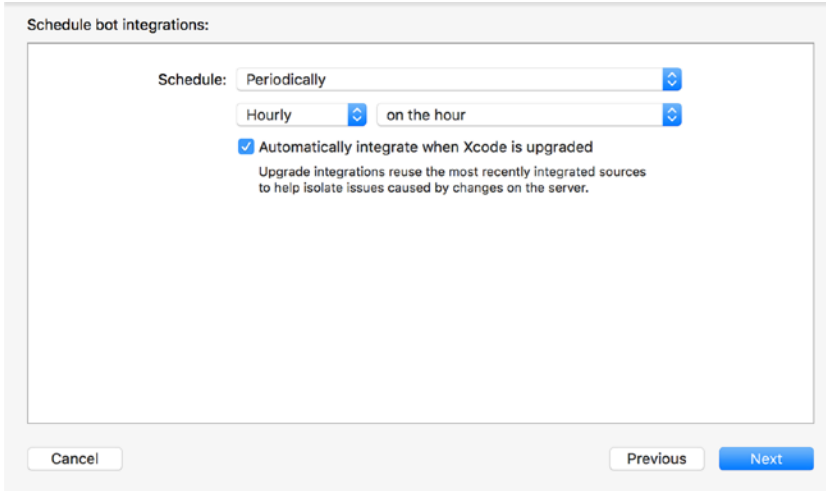 Schedule bot integrations:
Schedule: Periodically
Hourly on the hour
Automatically integrate when Xcode is upgraded
Upgrade integrations reuse the most recently integrated sources
to help isolate issues caused by changes on the server.
Cancel Previous Next